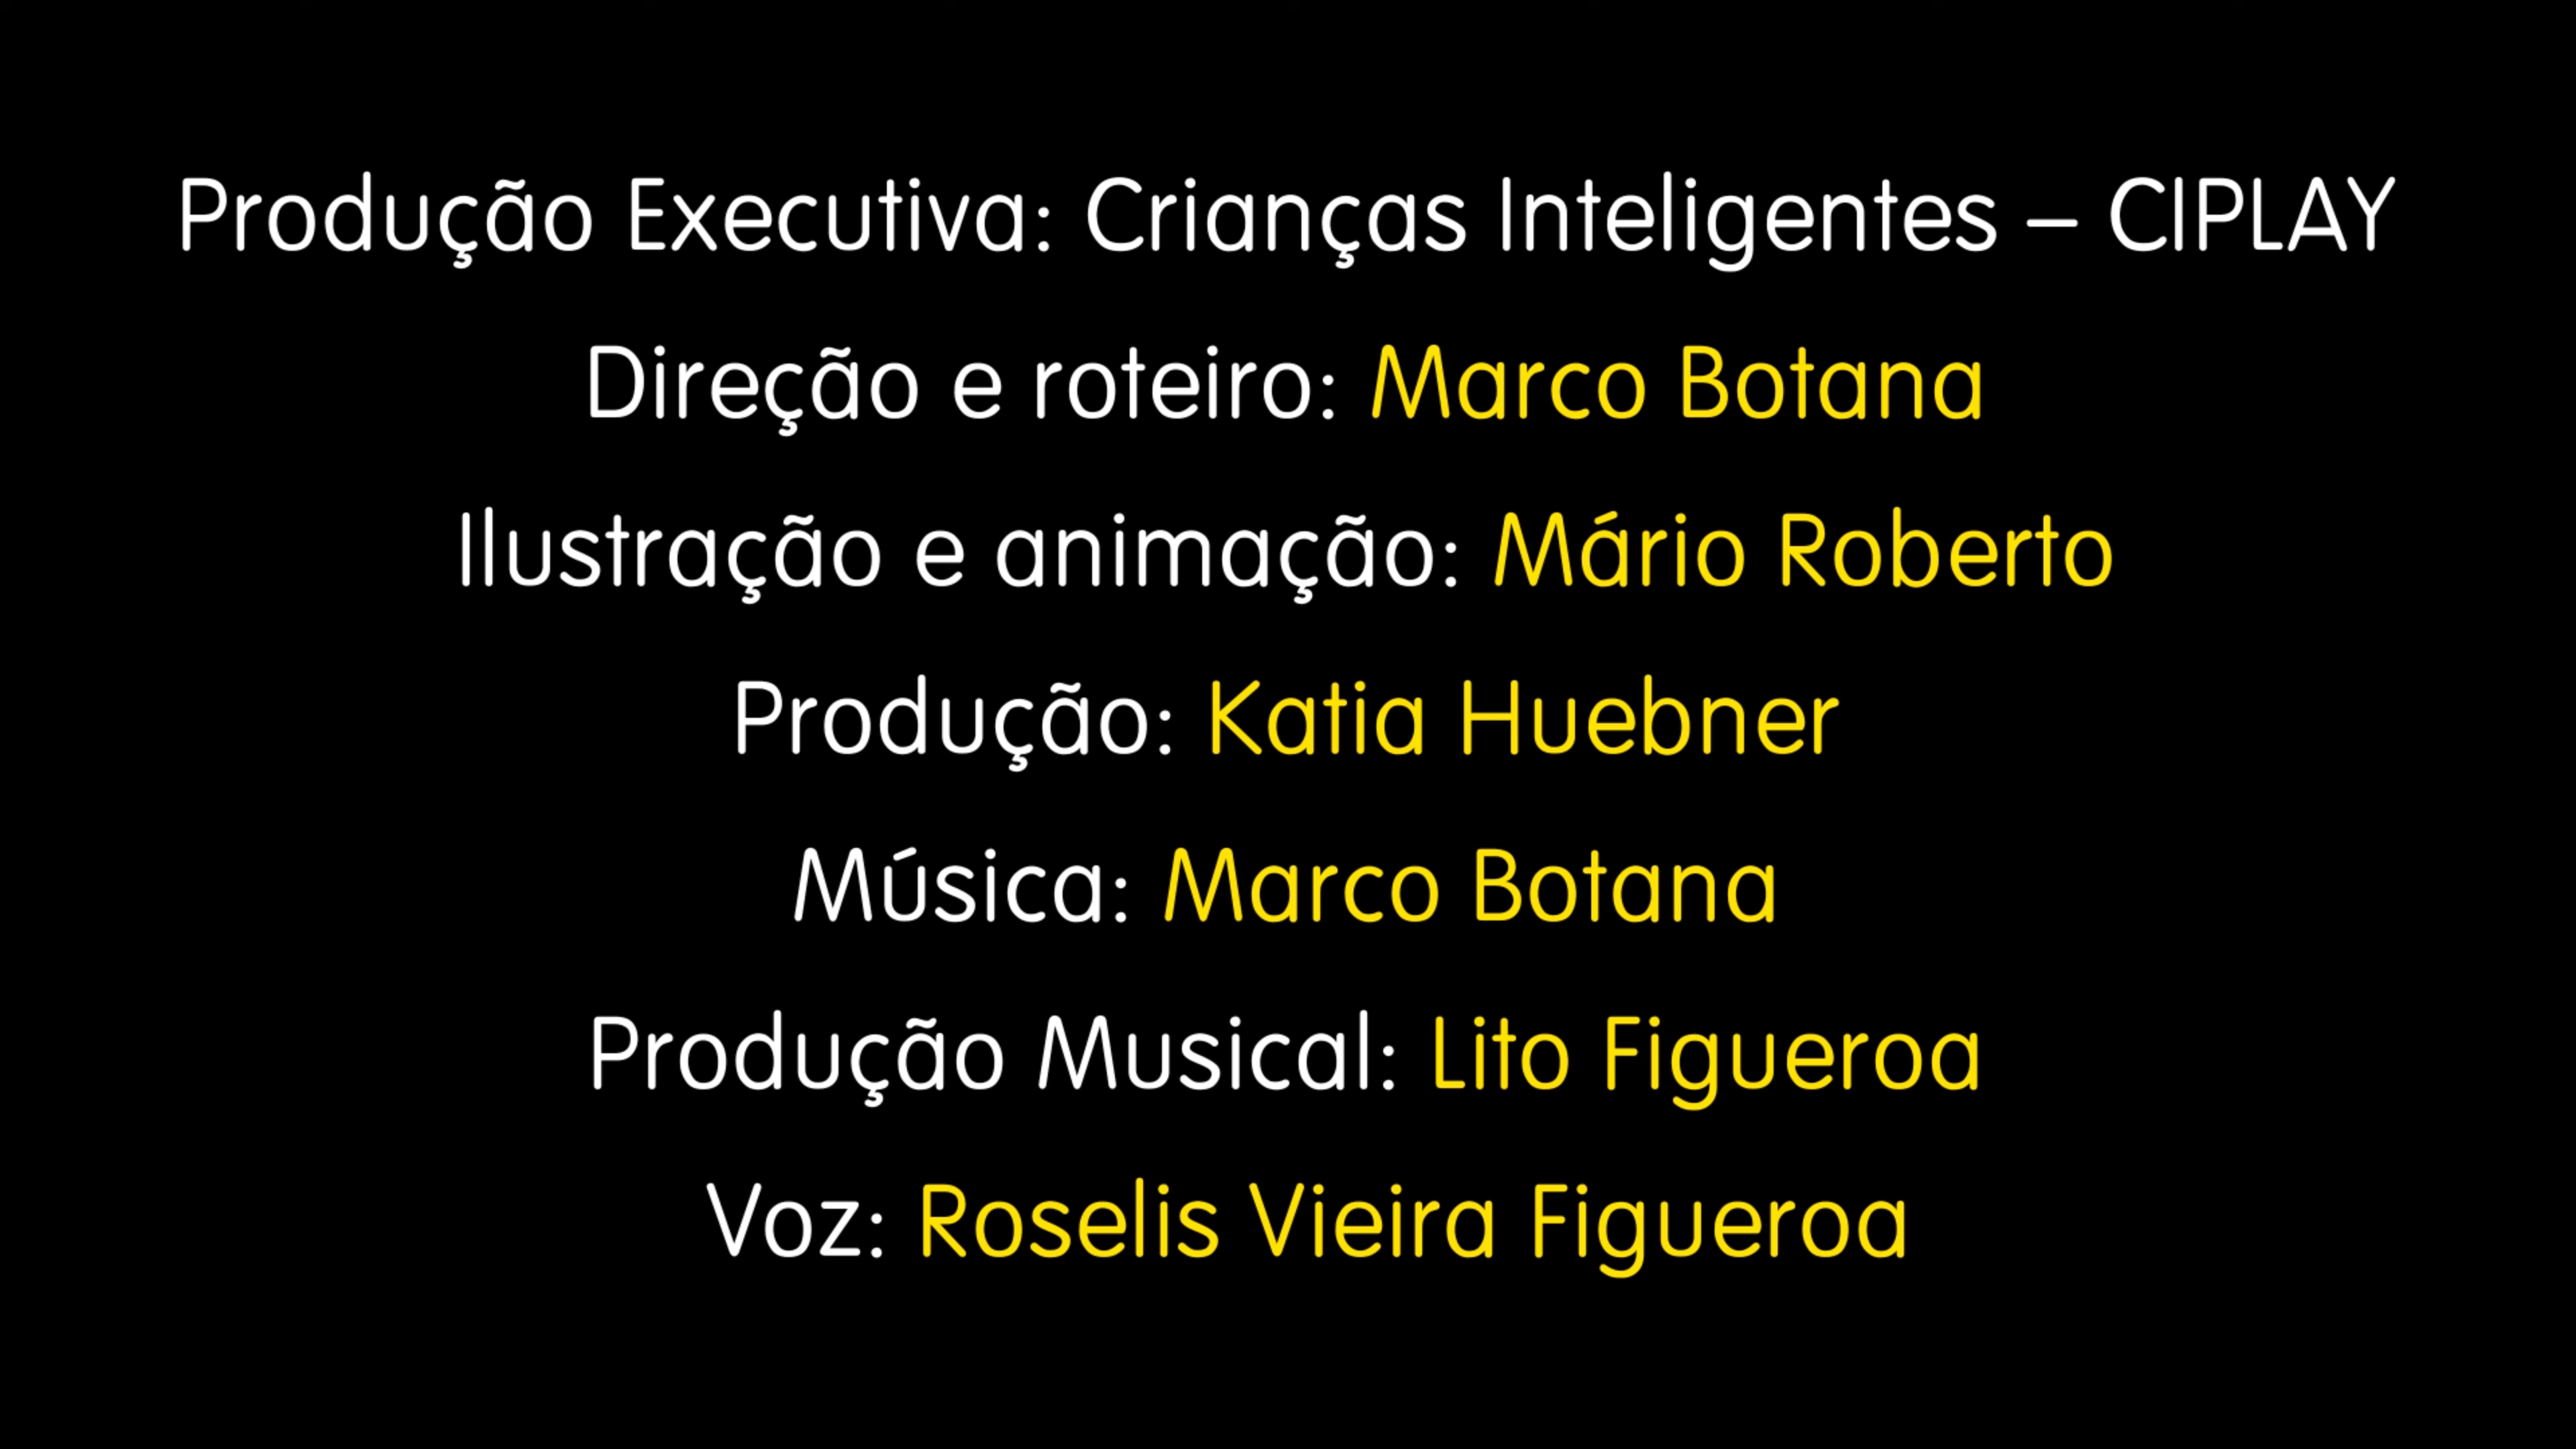 Produção Executiva: Crianças Inteligentes – CIPLAY
Direção e roteiro: Marco Botana
Ilustração e animação: Mário Roberto
Produção: Katia Huebner
Música: Marco Botana
Produção Musical: Lito Figueroa
Voz: Roselis Vieira Figueroa